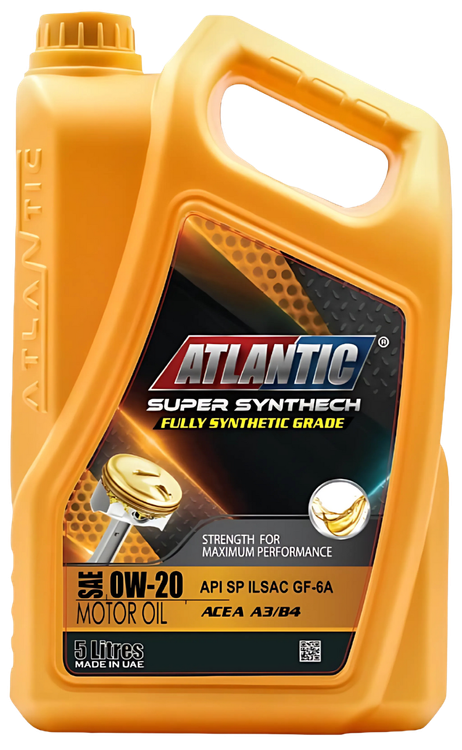 ATLANTIC
ATLANTIC®
SUPER SYNTHECH
FULLY SYNTHETIC GRADE
STRENGTH FOR
MAXIMUM PERFORMANCE
SAE 0W-20
MOTOR OIL
API SP ILSAC GF-6A
ACEA A3/B4
5 Litres
MADE IN UAE